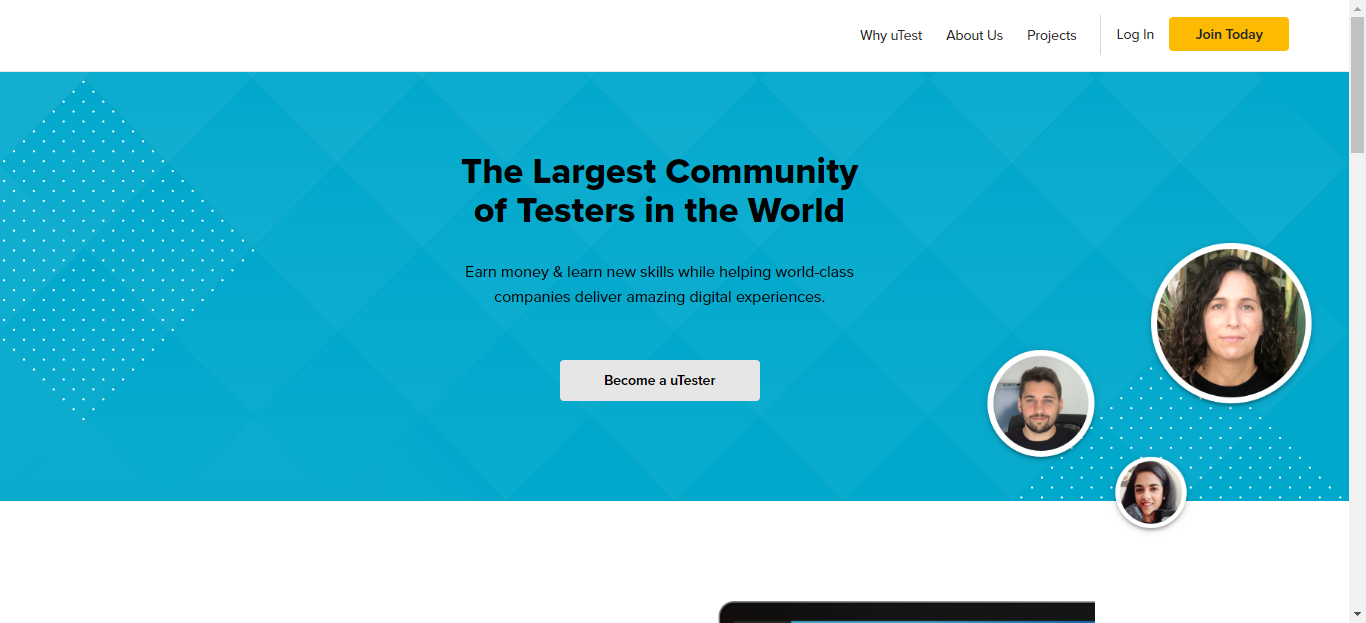 Why uTest About Us Projects Log In Join Today
The Largest Community
of Testers in the World
Earn money & learn new skills while helping world-class
companies deliver amazing digital experiences.
Become a uTester